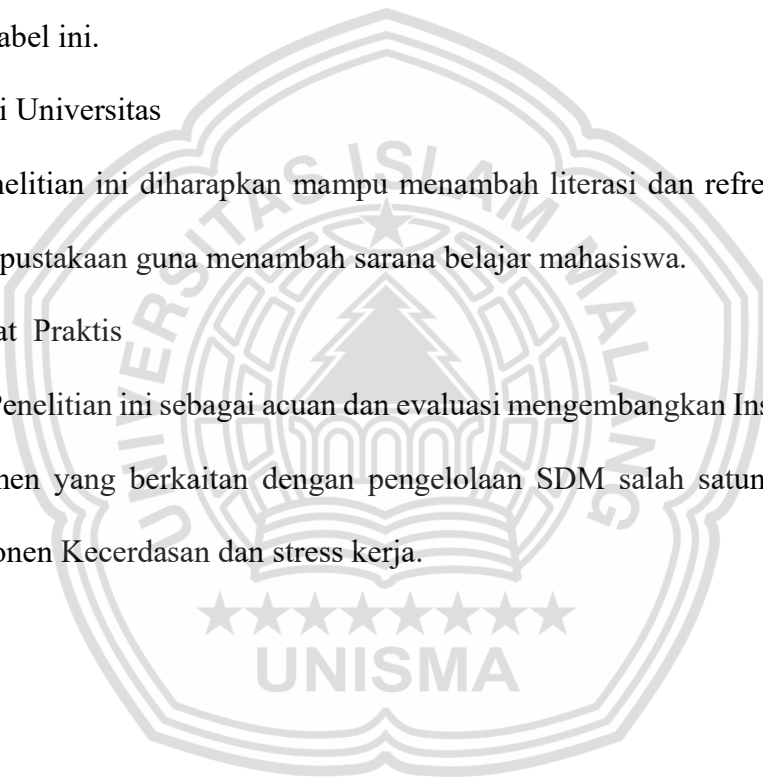 abel ini.
i Universitas
nelitian ini diharapkan mampu menambah literasi dan refre
pustakaan guna menambah sarana belajar mahasiswa.
at Praktis
Penelitian ini sebagai acuan dan evaluasi mengembangkan Ins
men yang berkaitan dengan pengelolaan SDM salah satun
onen Kecerdasan dan stress kerja.
UNIVERSITAS ISLAM MALANG
UNISMA